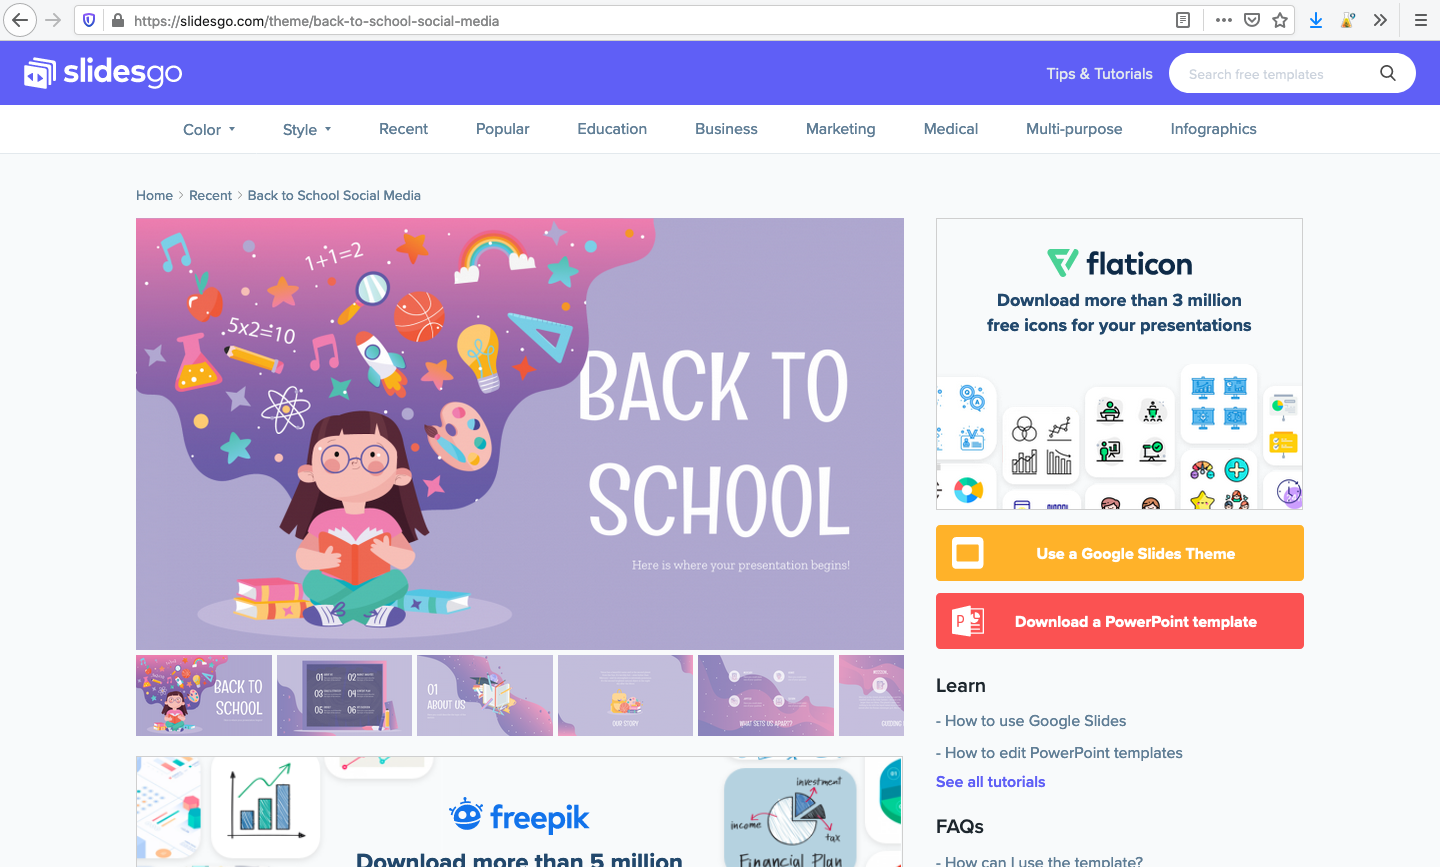 https://slidesgo.com/theme/back-to-school-social-media
slidesgo
Tips & Tutorials
Search free templates
Color
Style
Recent
Popular
Education
Business
Marketing
Medical
Multi-purpose
Infographics
Home > Recent > Back to School Social Media
1+1=2
5x2=10
BACK TO
SCHOOL
Here is where your presentation begins!
BACK TO
SCHOOL
01
02
03
04
05
06
01
ABOUT US
OUR STORY
WHAT SETS US APART?
freepik
Download more than 5 million
investment
income
tax
Financial Plan
flaticon
Download more than 3 million
free icons for your presentations
Use a Google Slides Theme
Download a PowerPoint template
Learn
- How to use Google Slides
- How to edit PowerPoint templates
See all tutorials
FAQs
- How can I use the template?